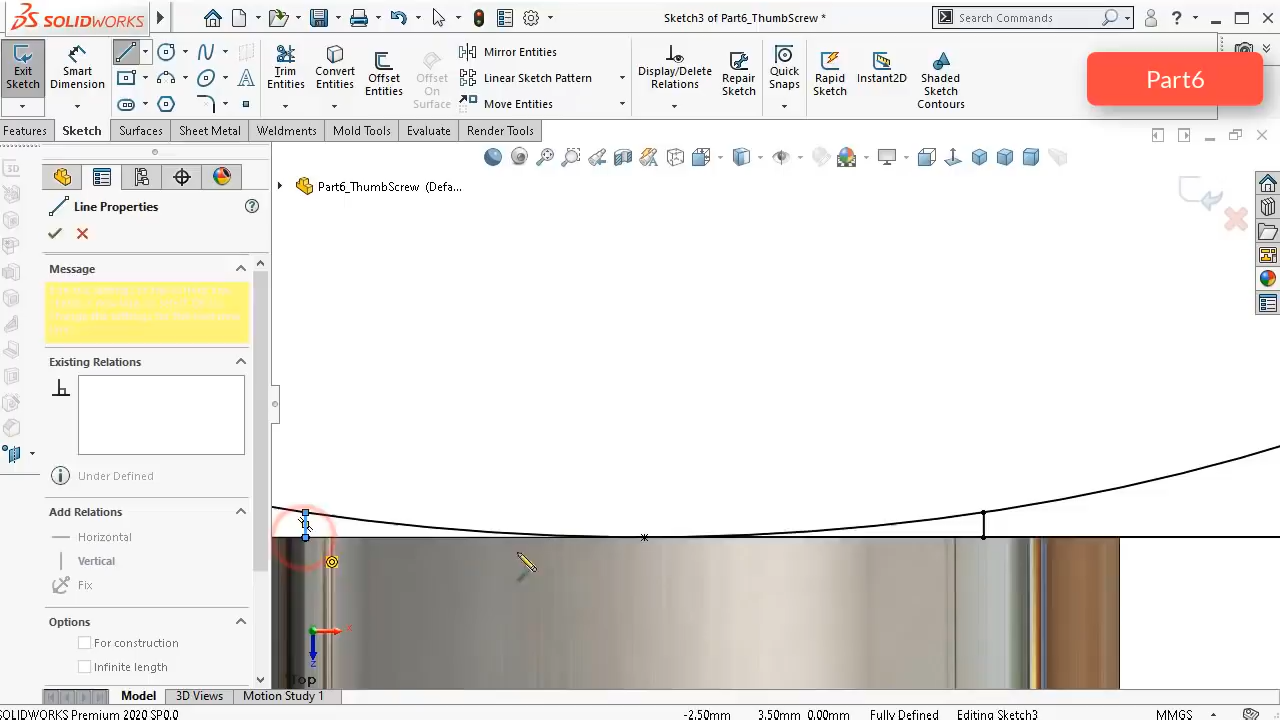 SOLIDWORKS
Sketch3 of Part6_ThumbScrew *
Search Commands
?
Exit Sketch
Smart Dimension
Trim Entities
Convert Entities
Offset Entities
Offset On Surface
Mirror Entities
Linear Sketch Pattern
Move Entities
Display/Delete Relations
Repair Sketch
Quick Snaps
Rapid Sketch
Instant2D
Shaded Sketch Contours
Part6
Features
Sketch
Surfaces
Sheet Metal
Weldments
Mold Tools
Evaluate
Render Tools
Part6_ThumbScrew (Defa...
Line Properties
Message
Existing Relations
Under Defined
Add Relations
Horizontal
Vertical
Fix
Options
For construction
Infinite length
x
z
Top
Model
3D Views
Motion Study 1
SOLIDWORKS Premium 2020 SP0.0
-2.50mm
3.50mm 0.00mm
Fully Defined
Editing Sketch3
MMGS